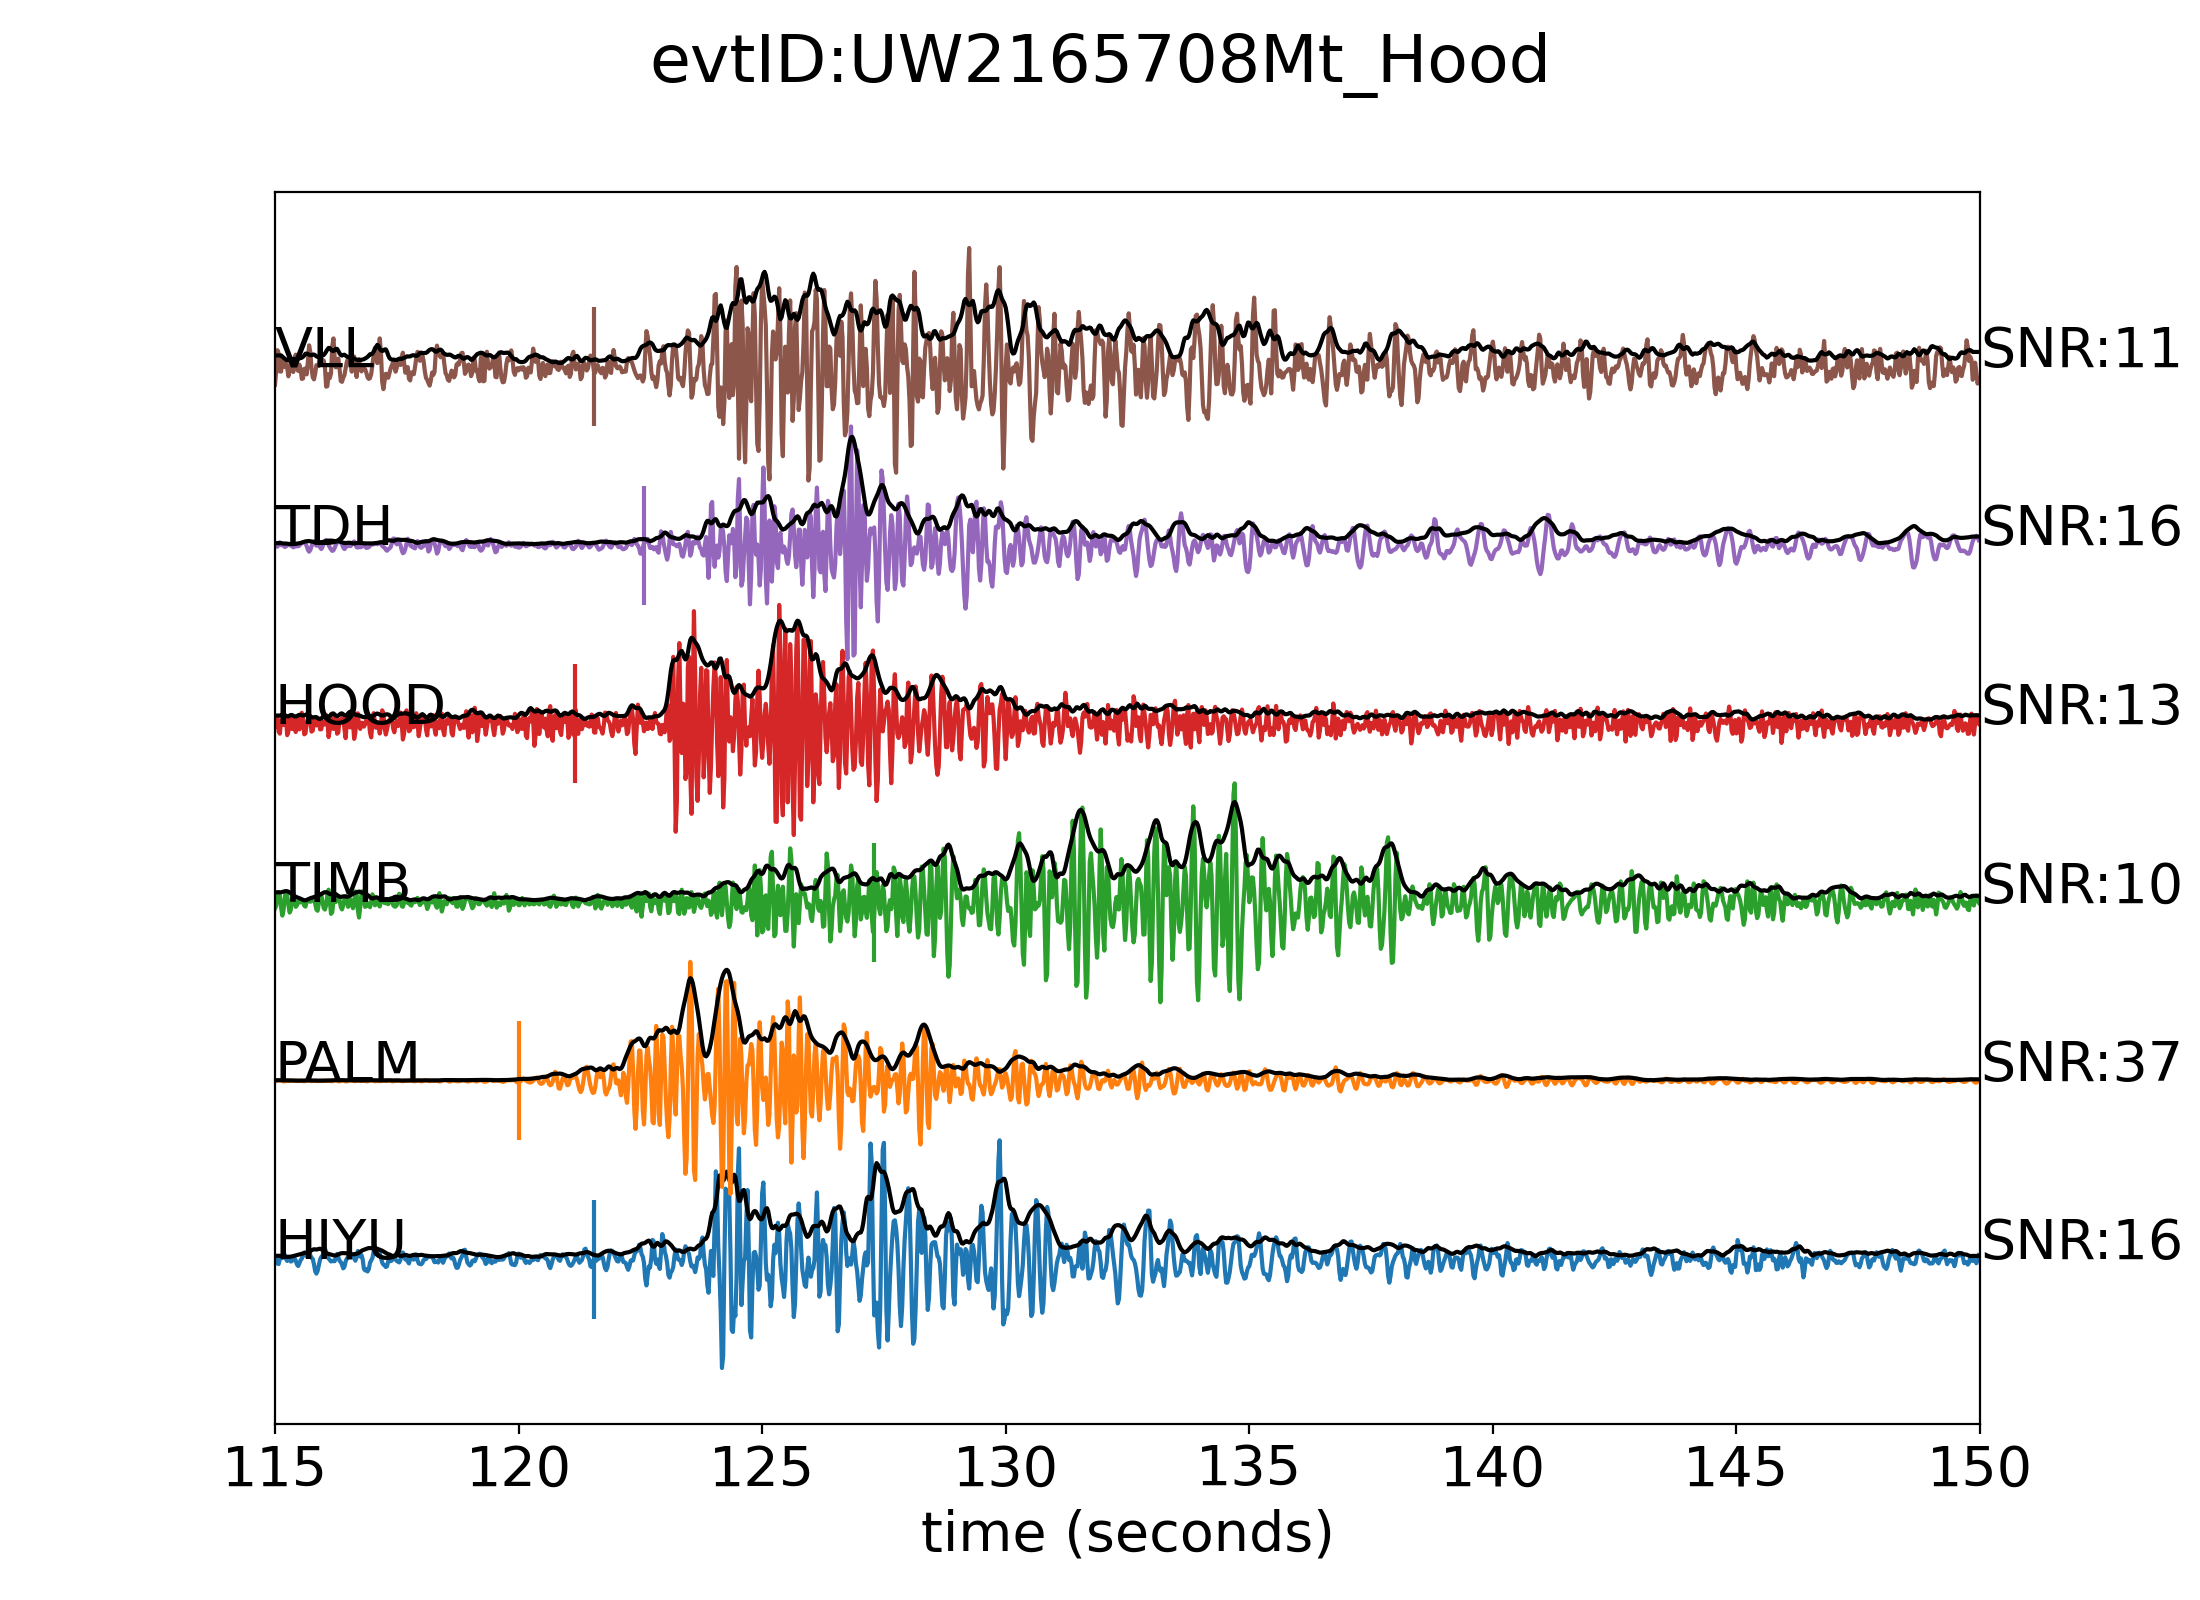 evtID:UW2165708Mt_Hood
VLL SNR:11
TDH SNR:16
HOOD SNR:13
TIMB SNR:10
PALM SNR:37
HIYU SNR:16
115 120 125 130 135 140 145 150
time (seconds)